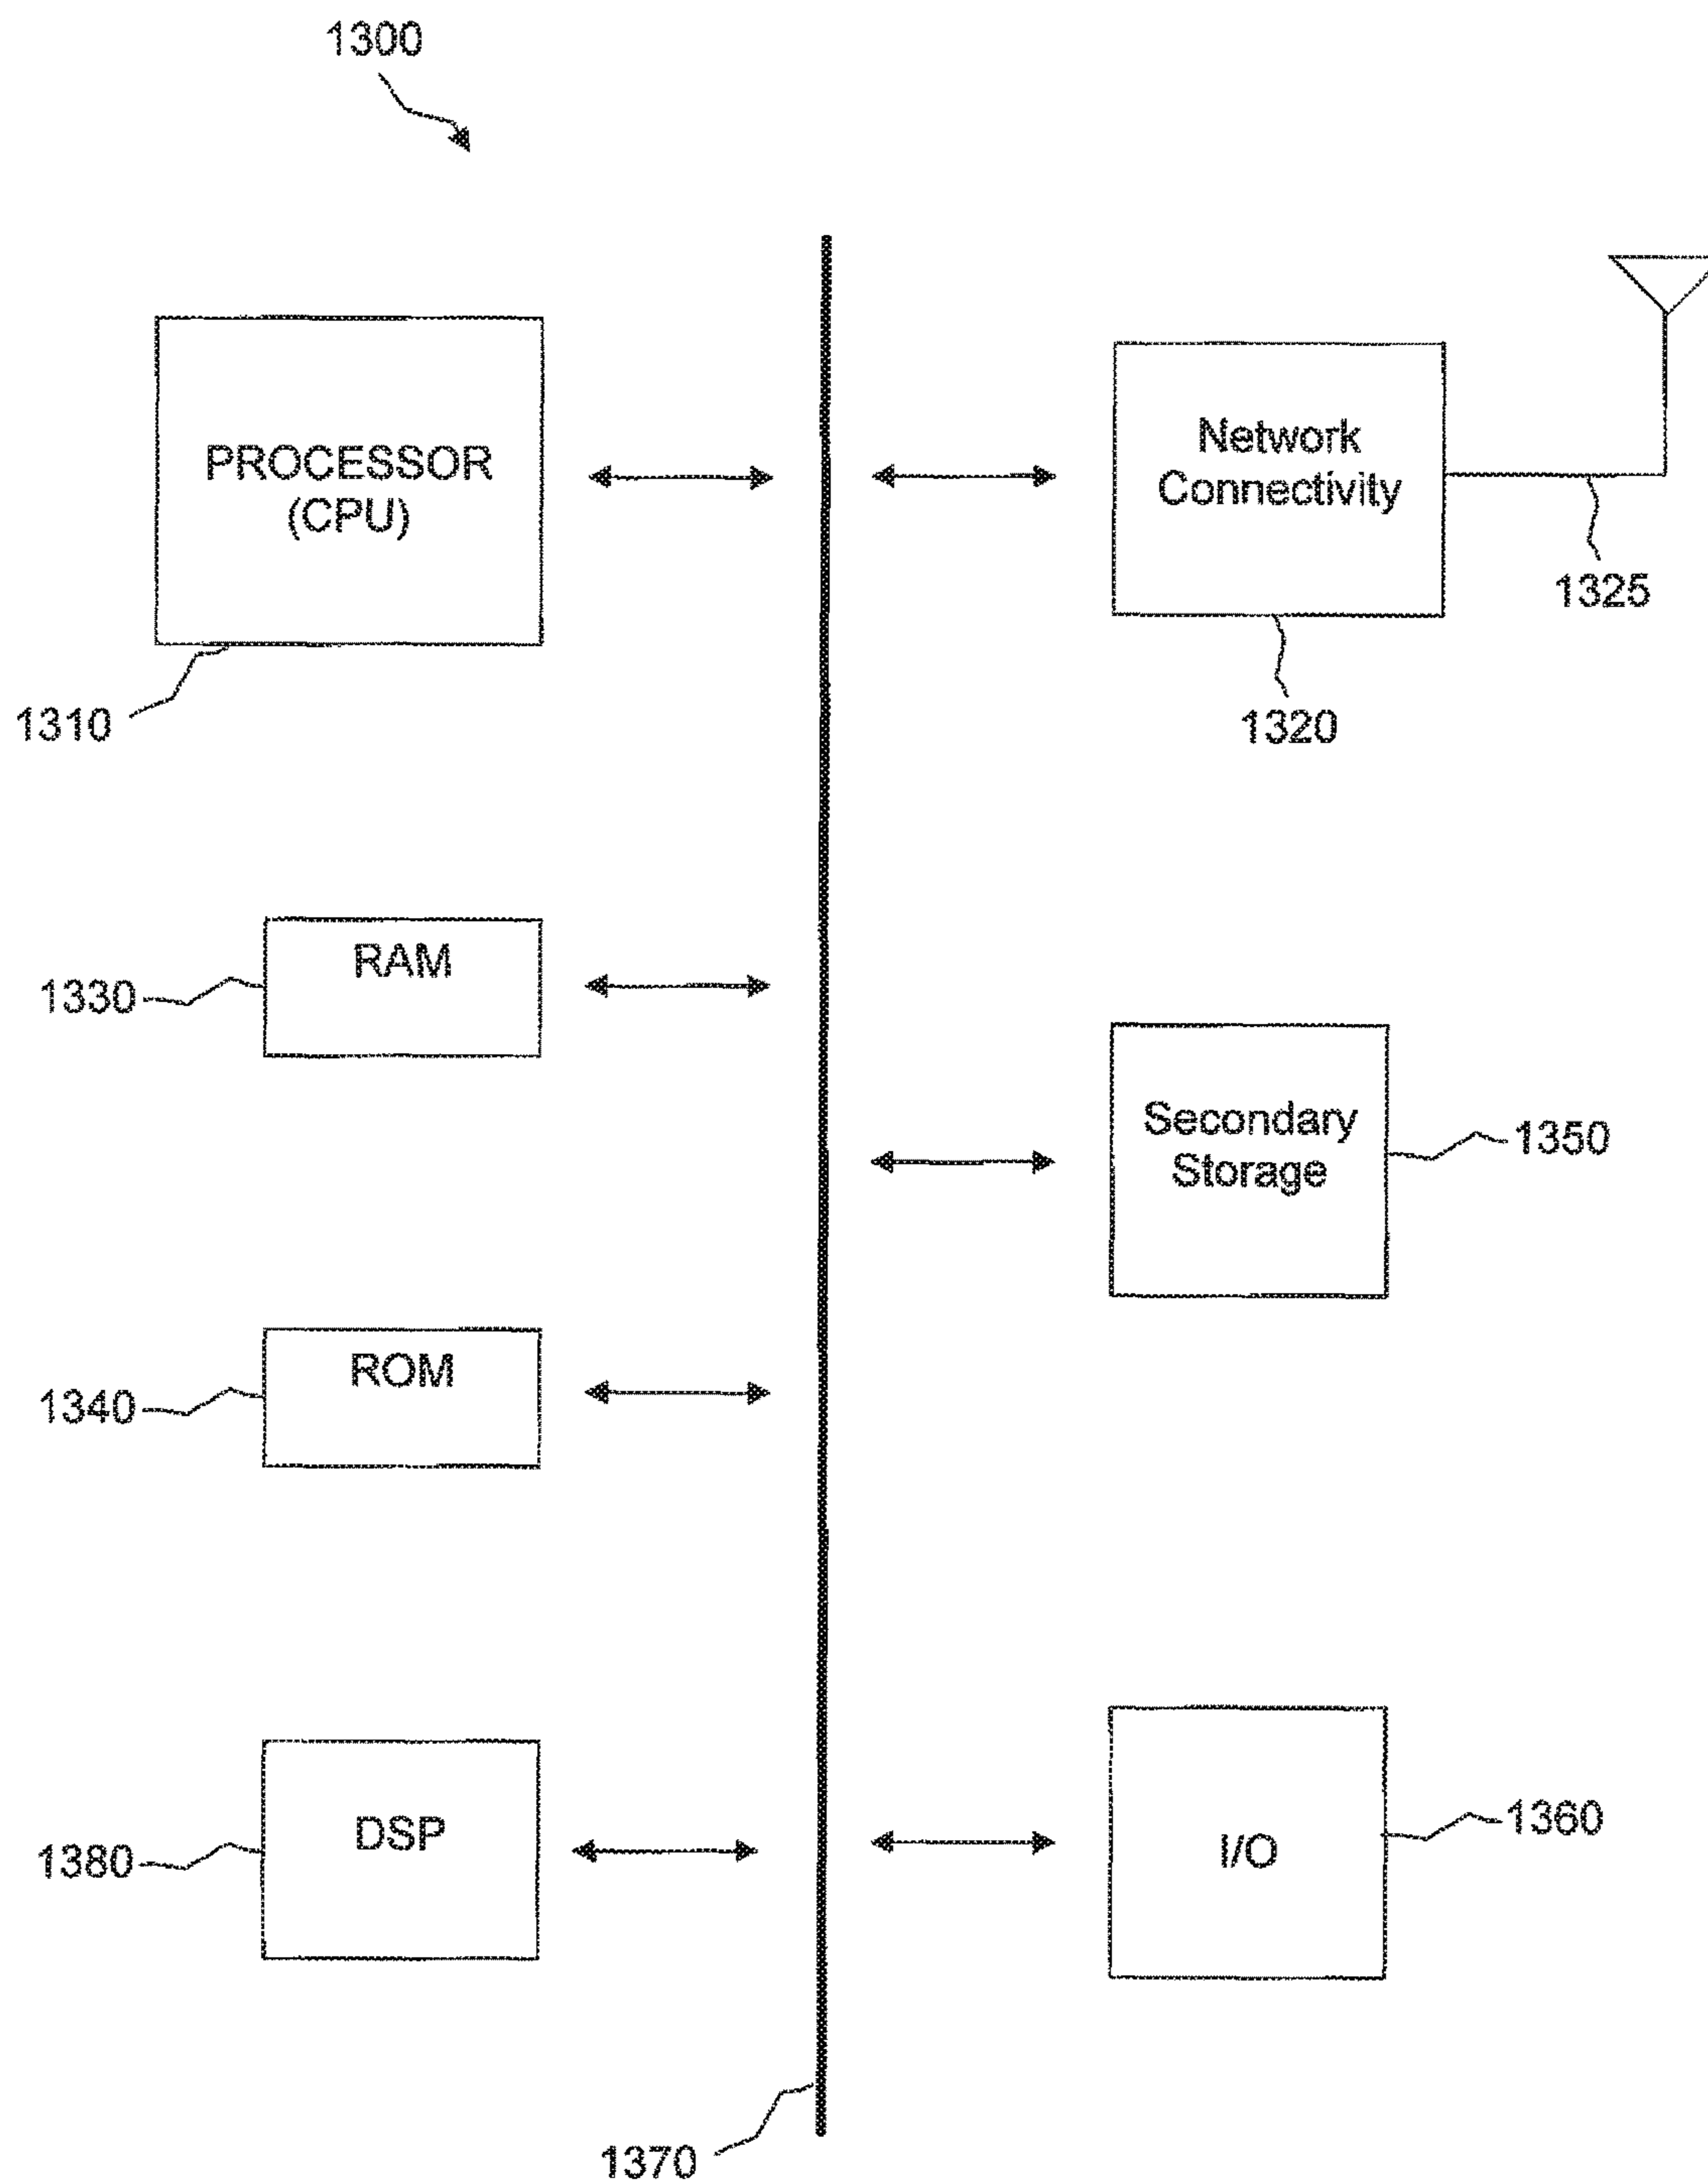 1300
PROCESSOR
(CPU)
1310
Network
Connectivity
1325
1320
RAM
1330
Secondary
Storage
1350
ROM
1340
DSP
1380
I/O
1360
1370